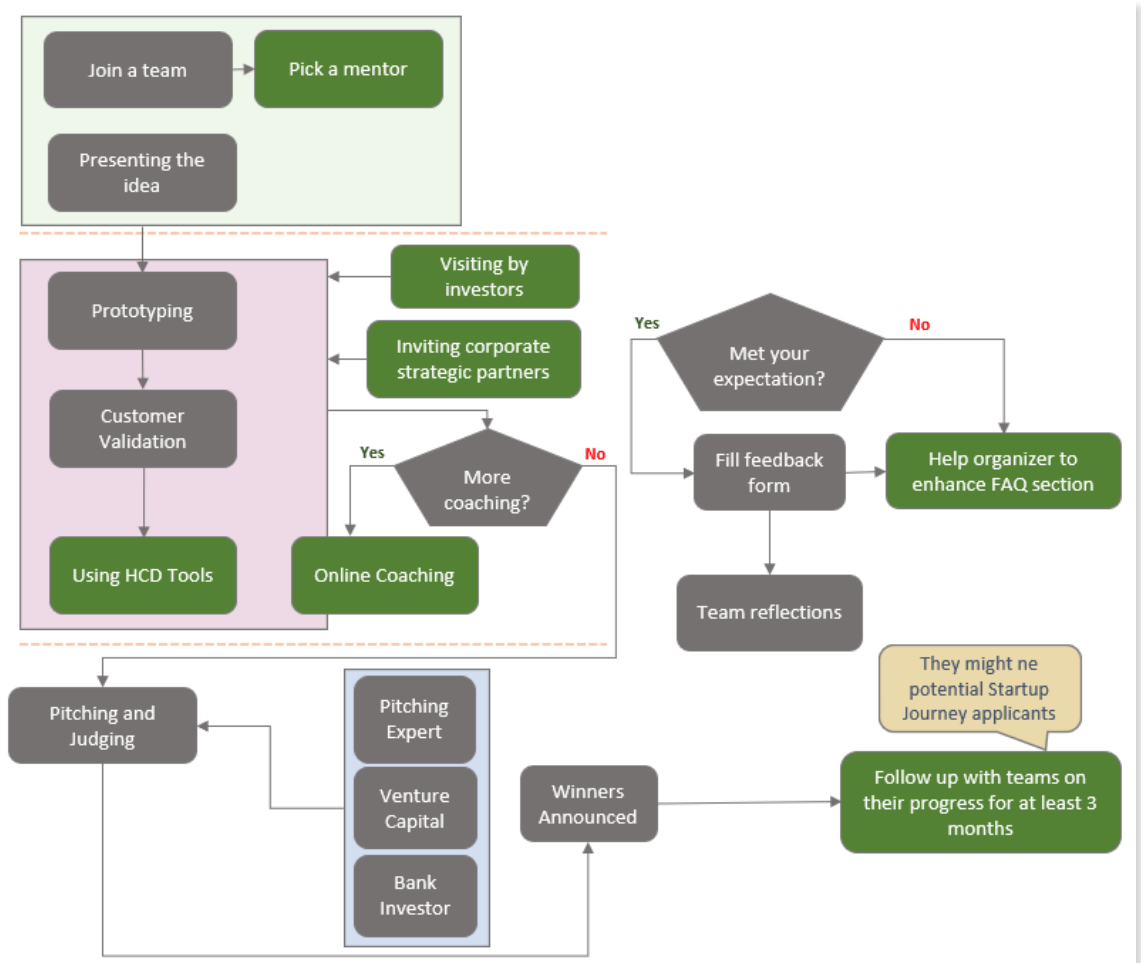 Join a team
Pick a mentor
Presenting the
idea
Prototyping
Customer
Validation
Using HCD Tools
Visiting by
investors
Inviting corporate
strategic partners
Yes
No
More
coaching?
Online Coaching
Yes
No
Met your
expectation?
Fill feedback
form
Help organizer to
enhance FAQ section
Team reflections
Pitching and
Judging
Pitching
Expert
Venture
Capital
Bank
Investor
Winners
Announced
They might ne
potential Startup
Journey applicants
Follow up with teams on
their progress for at least 3
months